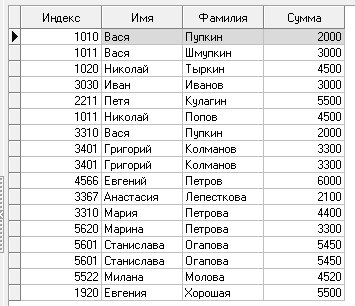 Индекс Имя Фамилия Сумма
1010 Вася Пупкин 2000
1011 Вася Шмупкин 3000
1020 Николай Тыркин 4500
3030 Иван Иванов 3000
2211 Петя Кулагин 5500
1011 Николай Попов 4500
3310 Вася Пупкин 2000
3401 Григорий Колманов 3300
3401 Григорий Колманов 3300
4566 Евгений Петров 6000
3367 Анастасия Лепесткова 2100
3310 Мария Петрова 4400
5620 Марина Петрова 3300
5601 Станислава Огапова 5450
5601 Станислава Огапова 5450
5522 Милана Молова 4520
1920 Евгения Хорошая 5500